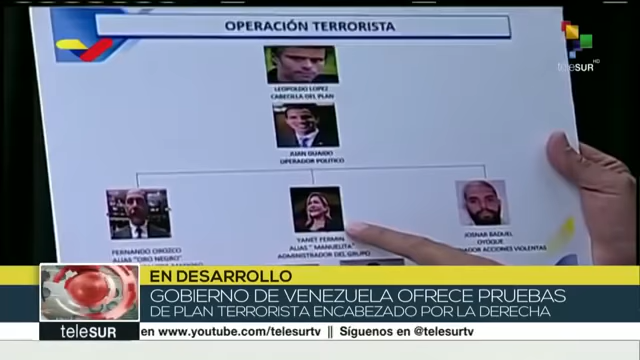 OPERACIÓN TERRORISTA
teleSUR HD
LEOPOLDO LOPEZ
CABECILLA DEL PLAN
JUAN GUAIDO
OPERADOR POLITICO
FERNANDO OROZCO
ALIAS "ORO NEGRO"
YANET FERMIN
ALIAS " MANUELITA"
ADMINISTRADOR DEL GRUPO
JOSNAR BADUEL
OYOQUE
ACCIONES VIOLENTAS
EN DESARROLLO
GOBIERNO DE VENEZUELA OFRECE PRUEBAS
DE PLAN TERRORISTA ENCABEZADO POR LA DERECHA
teleSUR
en www.youtube.com/telesurtv || Síguenos en @telesurtv